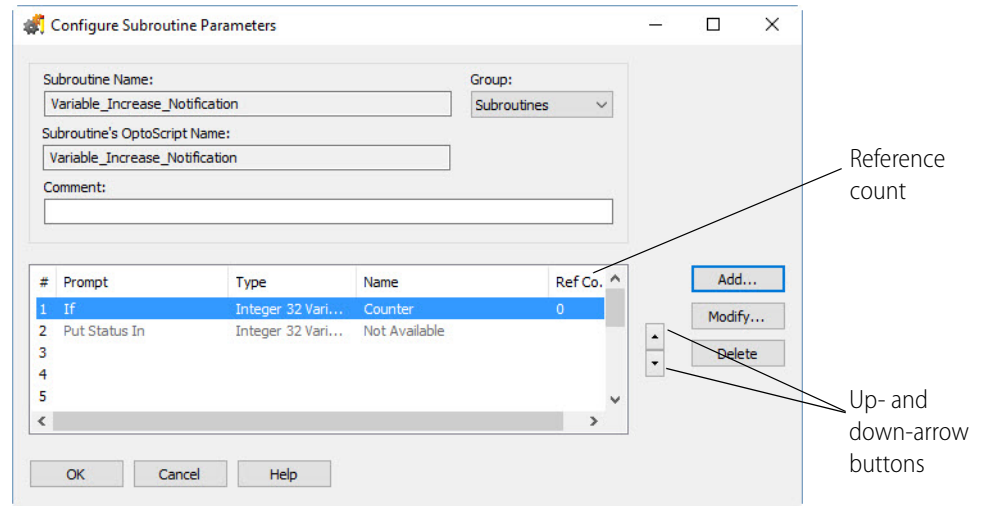 Configure Subroutine Parameters
Subroutine Name:
Group:
Variable_Increase_Notification
Subroutines
Subroutine's OptoScript Name:
Variable_Increase_Notification
Comment:
Reference
count
# Prompt Type Name Ref Co.
1 If Integer 32 Vari... Counter 0
2 Put Status In Integer 32 Vari... Not Available
3
4
5
Add...
Modify...
Delete
Up- and
down-arrow
buttons
OK Cancel Help